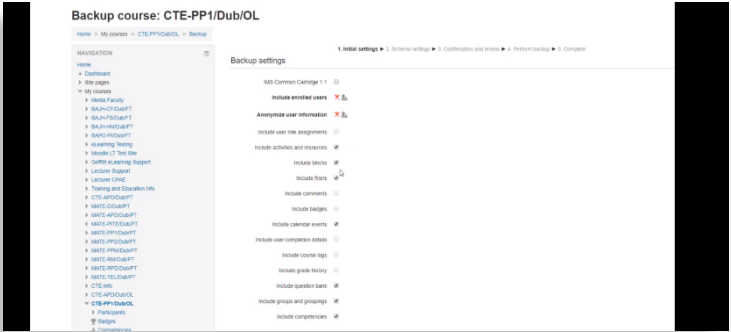 Backup course: CTE-PP1/Dub/OL
Home ▶ My courses ▶ CTE-PP1/Dub/OL ▶ Backup
NAVIGATION
Home
Dashboard
Site pages
My courses
Media Faculty
BAJH-CF/Dub/FT
BAJH-FS/Dub/FT
BAJH-HM/Dub/FT
BAPO-PI/Dub/FT
eLearning Testing
Moodle LT Test Site
Griffith eLearning Support
Lecturer Support
Lecturer CPAE
Training and Education Info
CTE-APD/Dub/PT
MATE-D/Dub/PT
MATE-APD/Dub/PT
MATE-PITE/Dub/PT
MATE-PP1/Dub/PT
MATE-PP2/Dub/PT
MATE-PPM/Dub/PT
MATE-RM/Dub/PT
MATE-RPD/Dub/PT
MATE-TEL/Dub/PT
CTE-Info
CTE-APD/Dub/OL
CTE-PP1/Dub/OL
Participants
Badges
Competencies
1. Initial settings ▶ 2. Schema settings ▶ 3. Confirmation and review ▶ 4. Perform backup ▶ 5. Complete
Backup settings
IMS Common Cartridge 1.1
Include enrolled users
Anonymize user information
Include user role assignments
Include activities and resources
Include blocks
Include filters
Include comments
Include badges
Include calendar events
Include user completion details
Include course logs
Include grade history
Include question bank
Include groups and groupings
Include competencies